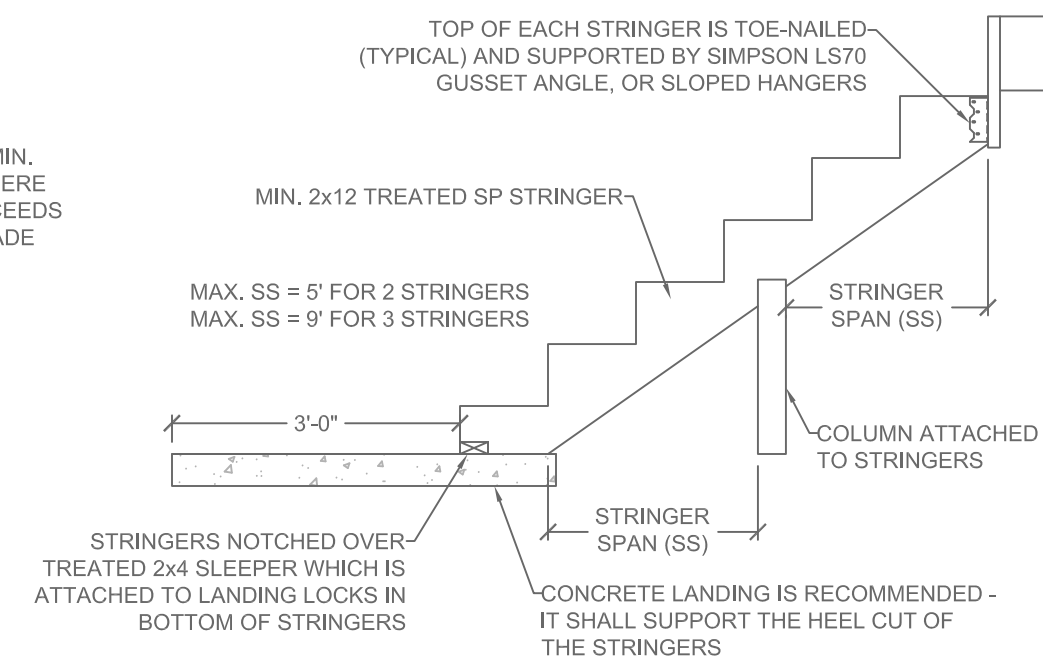 TOP OF EACH STRINGER IS TOE-NAILED
(TYPICAL) AND SUPPORTED BY SIMPSON LS70
GUSSET ANGLE, OR SLOPED HANGERS
MIN.
ERE
CEEDS
ADE
MIN. 2x12 TREATED SP STRINGER
MAX. SS = 5' FOR 2 STRINGERS
MAX. SS = 9' FOR 3 STRINGERS
STRINGER
SPAN (SS)
3'-0"
COLUMN ATTACHED
TO STRINGERS
STRINGER
SPAN (SS)
STRINGERS NOTCHED OVER
TREATED 2x4 SLEEPER WHICH IS
ATTACHED TO LANDING LOCKS IN
BOTTOM OF STRINGERS
CONCRETE LANDING IS RECOMMENDED -
IT SHALL SUPPORT THE HEEL CUT OF
THE STRINGERS